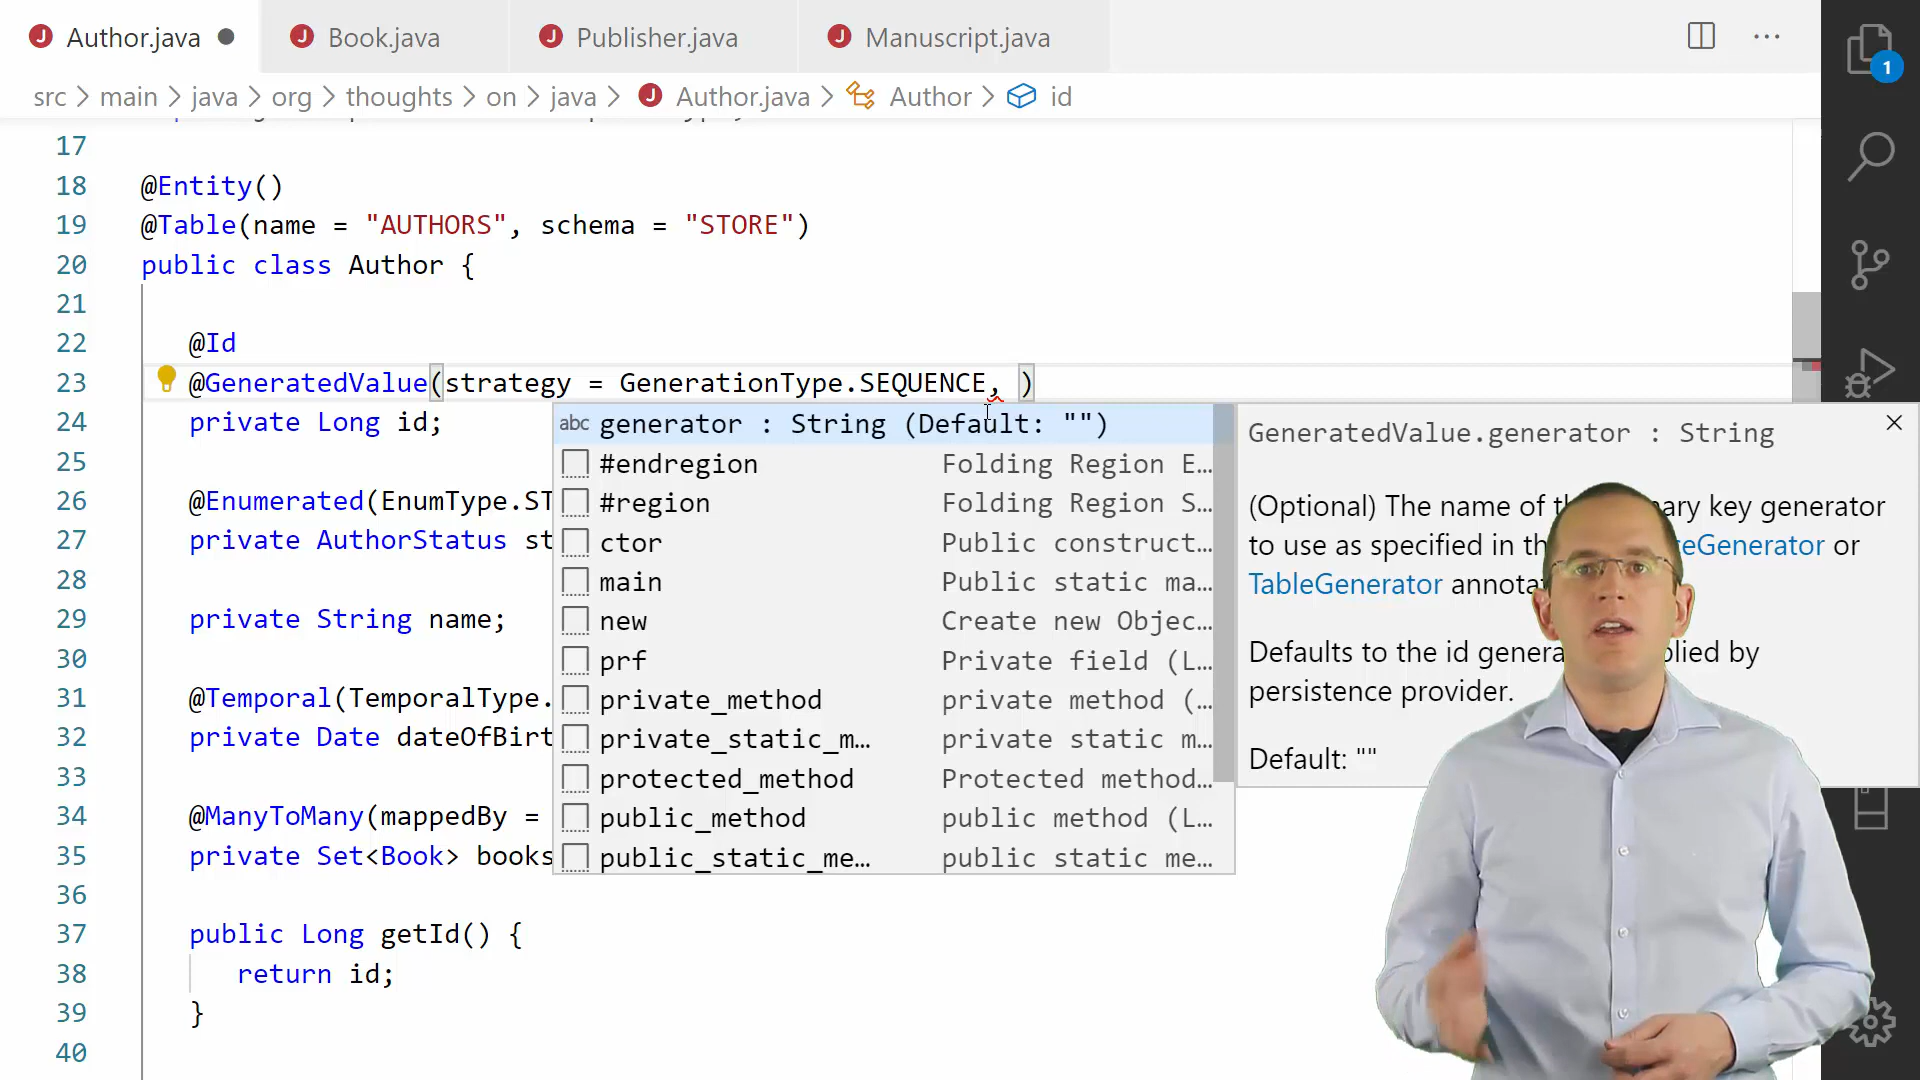 Author.java
Book.java
Publisher.java
Manuscript.java
1
src > main > java > org > thoughts > on > java > Author.java > Author > id
17
18 @Entity()
19 @Table(name = "AUTHORS", schema = "STORE")
20 public class Author {
21
22 @Id
23 @GeneratedValue(strategy = GenerationType.SEQUENCE, )
24 private Long id;
25
26 @Enumerated(EnumType.ST
27 private AuthorStatus st
28
29 private String name;
30
31 @Temporal(TemporalType.
32 private Date dateOfBirt
33
34 @ManyToMany(mappedBy =
35 private Set<Book> books
36
37 public Long getId() {
38 return id;
39 }
40
abc generator : String (Default: "")
#endregion Folding Region E…
#region Folding Region S…
ctor Public construct…
main Public static ma…
new Create new Objec…
prf Private field (L…
private_method private method (…
private_static_m… private static m…
protected_method Protected method…
public_method public method (L…
public_static_me… public static me…
GeneratedValue.generator : String
(Optional) The name of ary key generator
to use as specified in th eGenerator or
TableGenerator annota
Defaults to the id genera plied by
persistence provider.
Default: ""